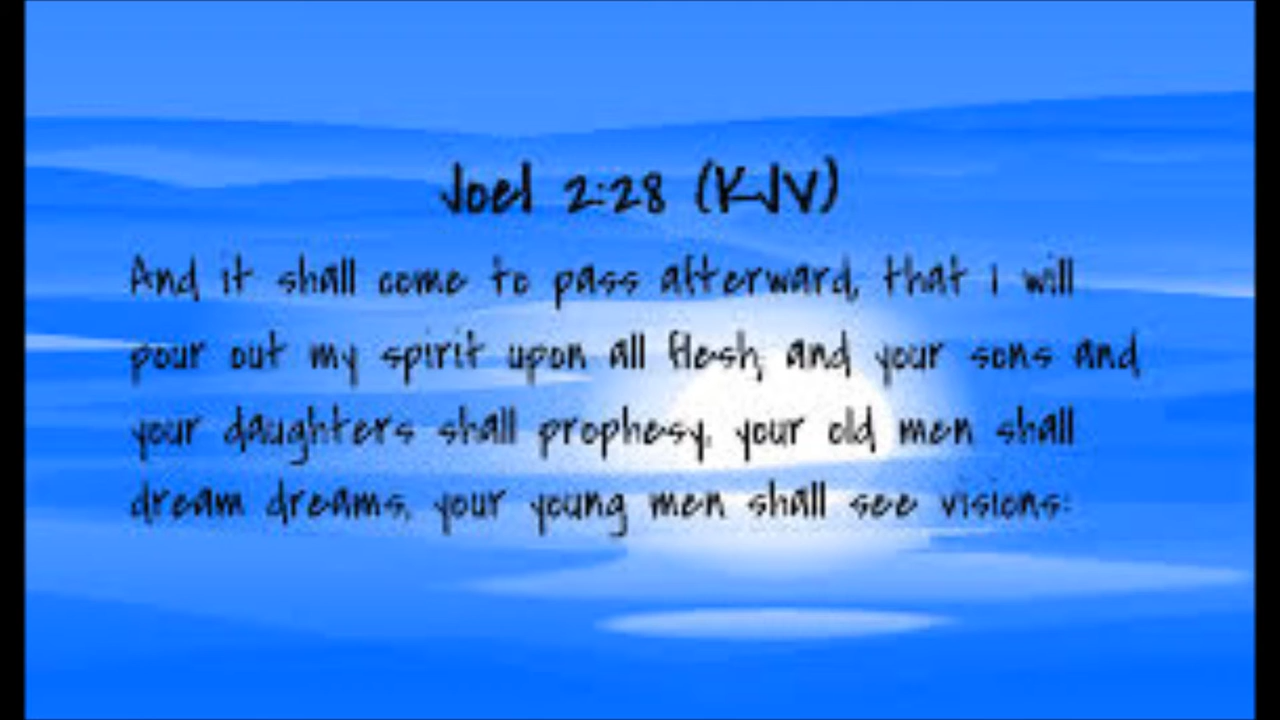 Joel 2:28 (KJV)
And it shall come to pass afterward, that i will
pour out my spirit upon all flesh; and your sons and
your daughters shall prophesy, your old men shall
dream dreams, your young men shall see visions: